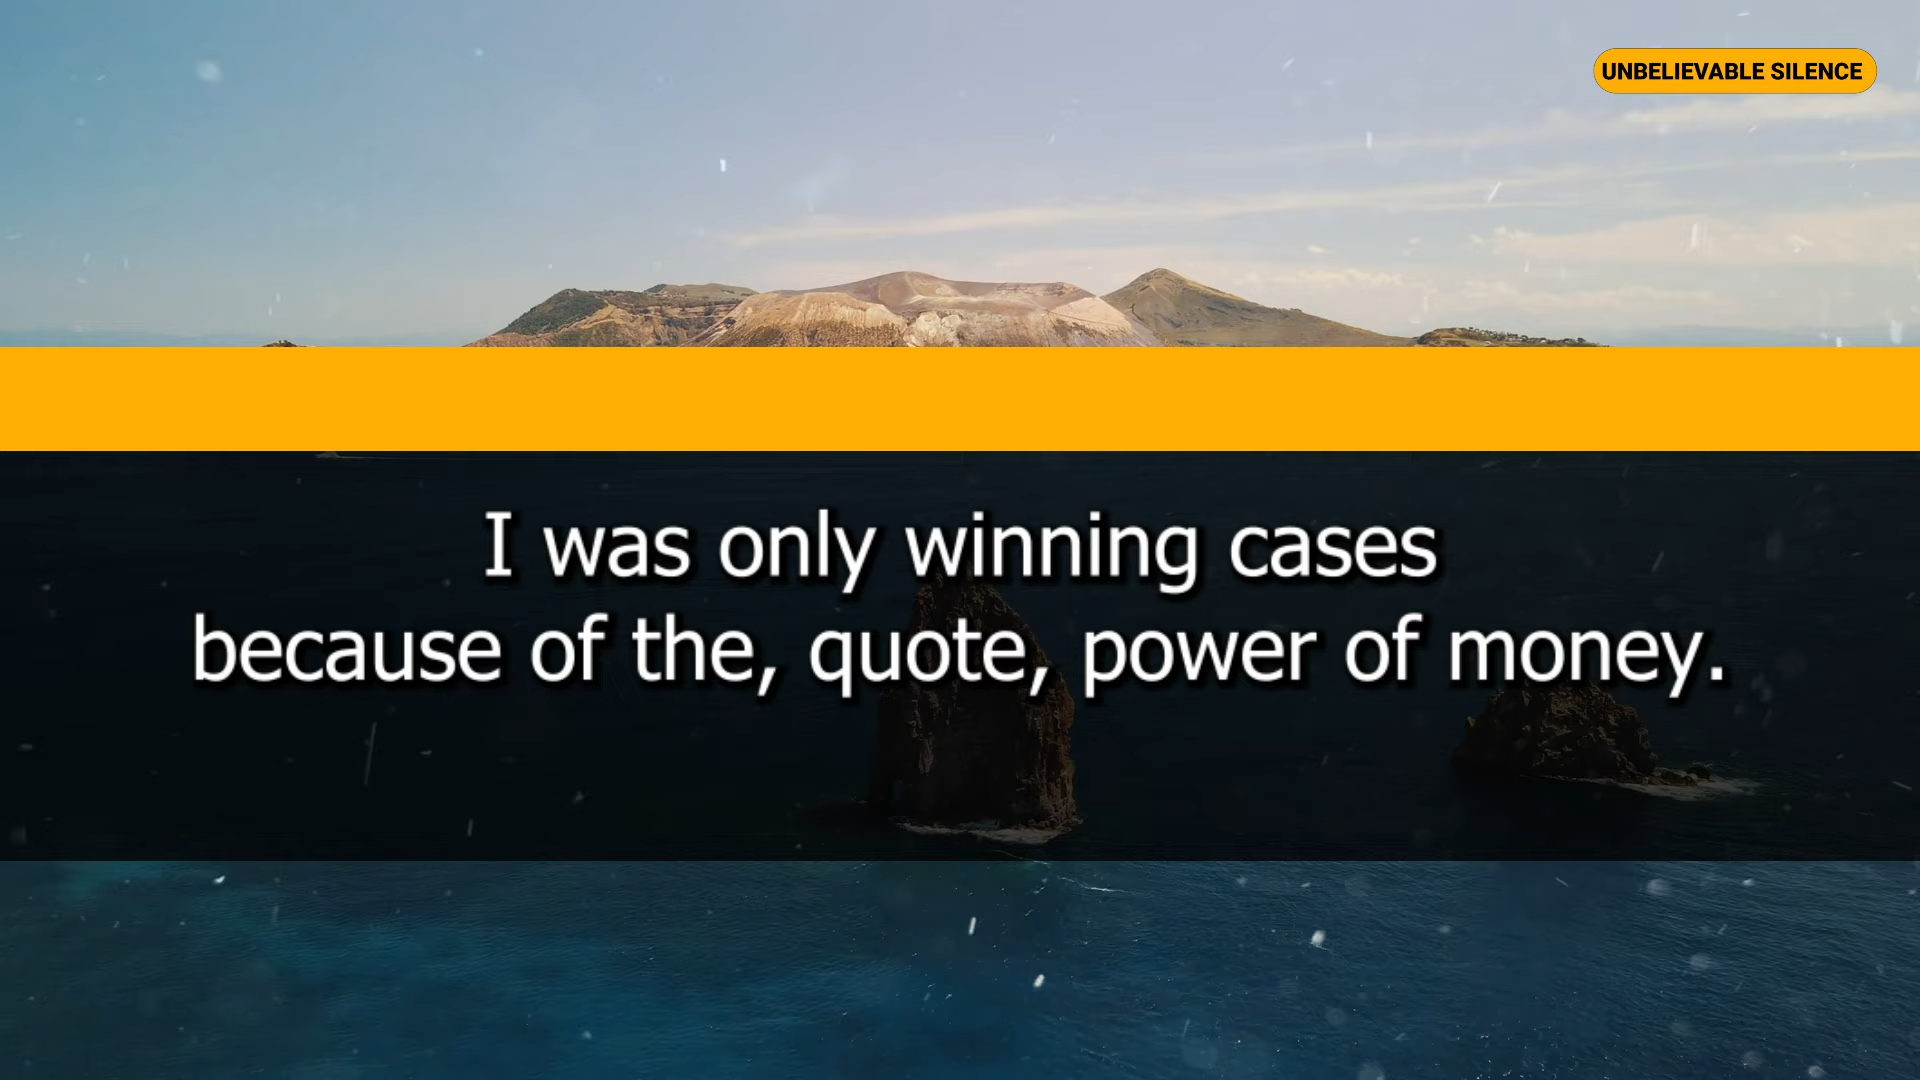 UNBELIEVABLE SILENCE
I was only winning cases
because of the, quote, power of money.